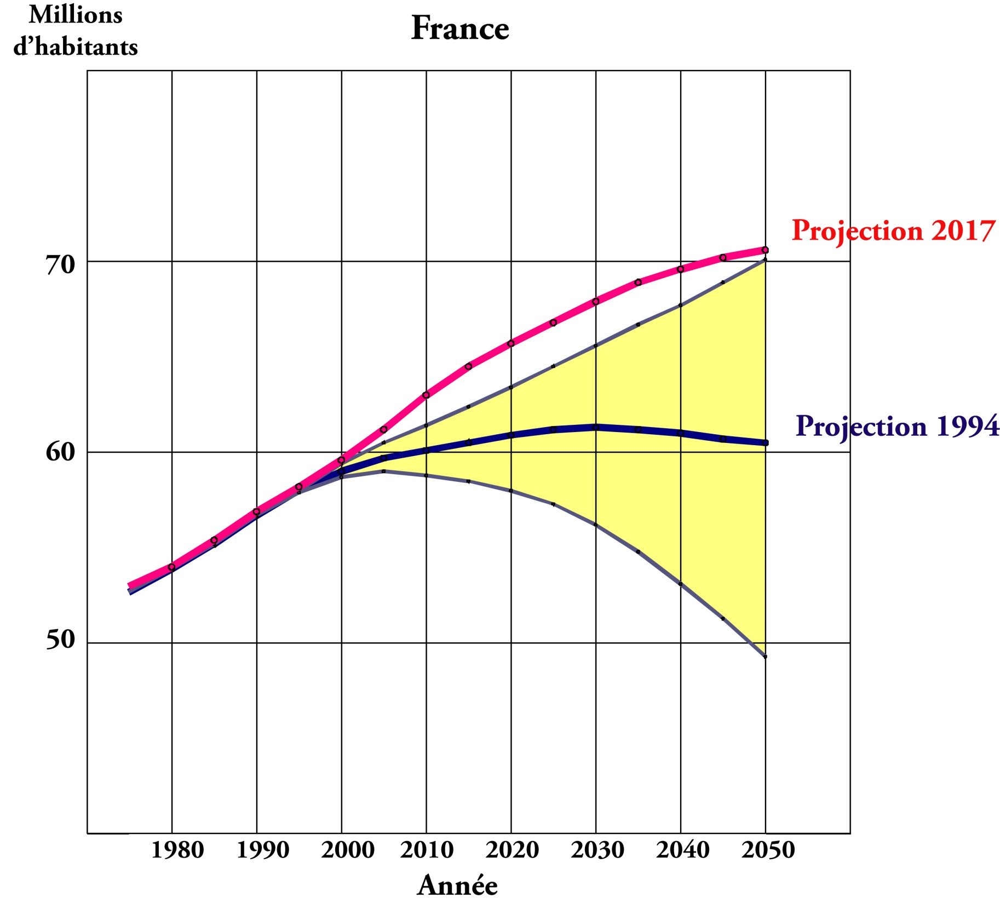 Millions
d’habitants
France
Projection 2017
70
Projection 1994
60
50
1980 1990 2000 2010 2020 2030 2040 2050
Année